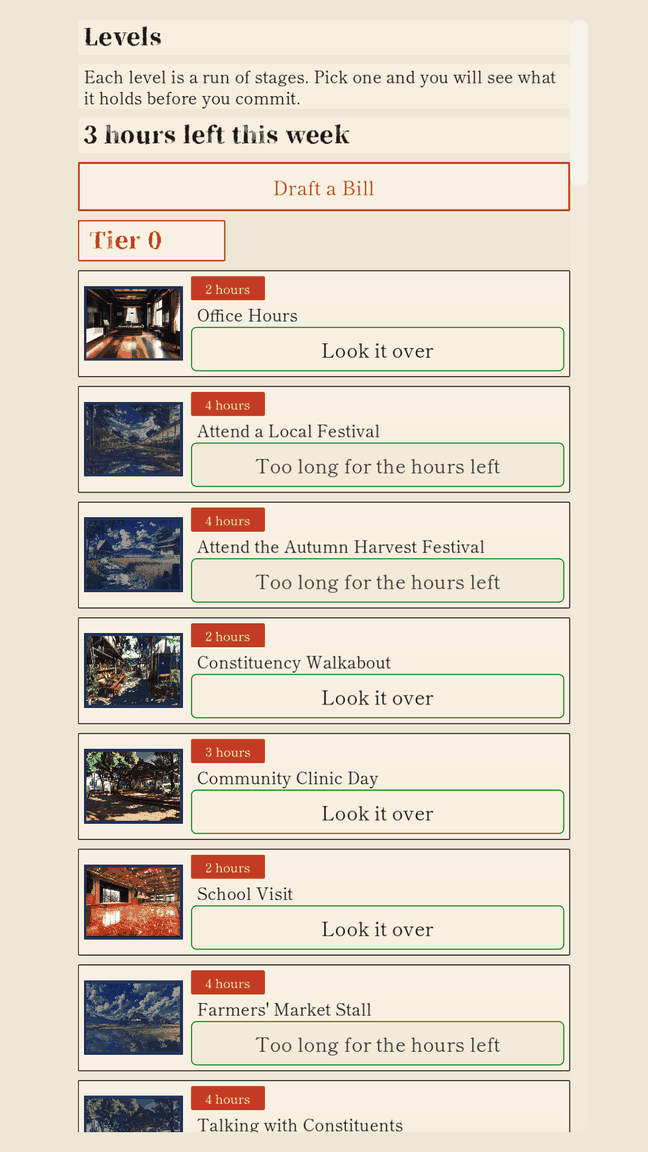 Levels
Each level is a run of stages. Pick one and you will see what
it holds before you commit.
3 hours left this week
Draft a Bill
Tier 0
2 hours
Office Hours
Look it over
4 hours
Attend a Local Festival
Too long for the hours left
4 hours
Attend the Autumn Harvest Festival
Too long for the hours left
2 hours
Constituency Walkabout
Look it over
3 hours
Community Clinic Day
Look it over
2 hours
School Visit
Look it over
4 hours
Farmers' Market Stall
Too long for the hours left
4 hours
Talking with Constituents